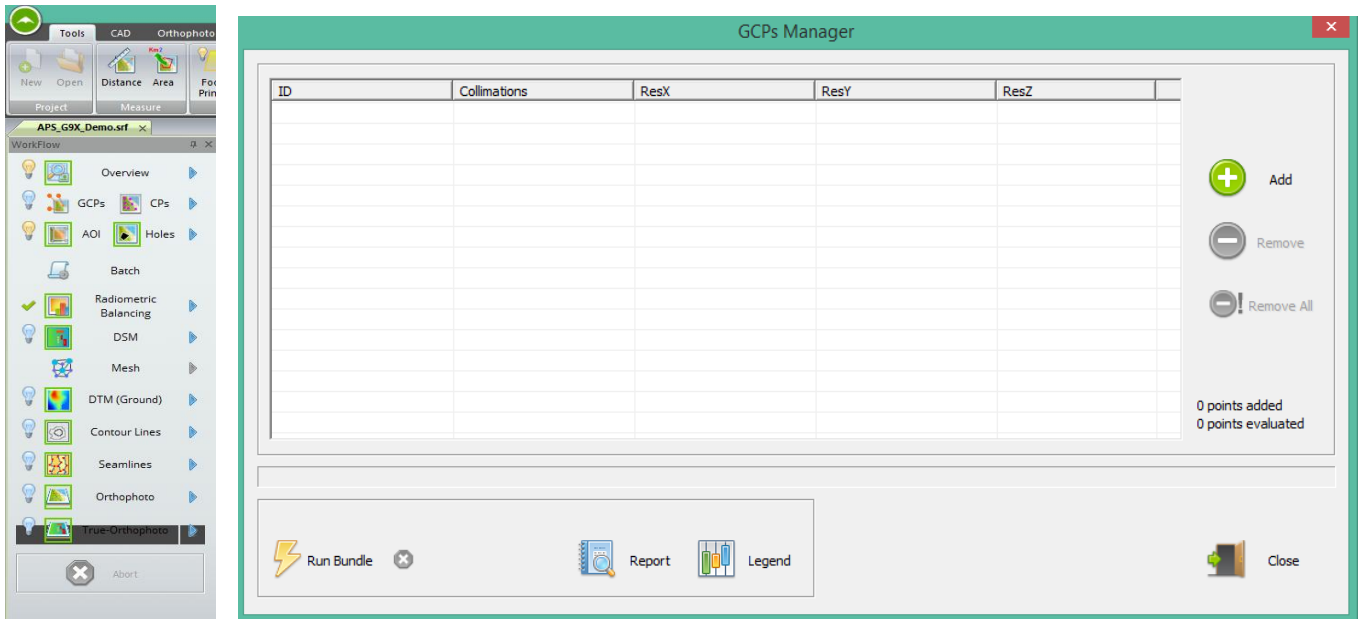 Tools CAD Orthophoto
Km2
New Open Distance Area
Project Measure
APS_G9X_Demo.srf
WorkFlow
Overview
GCPs CPs
AOI Holes
Batch
Radiometric
Balancing
DSM
Mesh
DTM (Ground)
Contour Lines
Seamlines
Orthophoto
True-Orthophoto
Abort
GCPs Manager
ID Collimations ResX ResY ResZ
Add
Remove
Remove All
0 points added
0 points evaluated
Run Bundle Report Legend Close